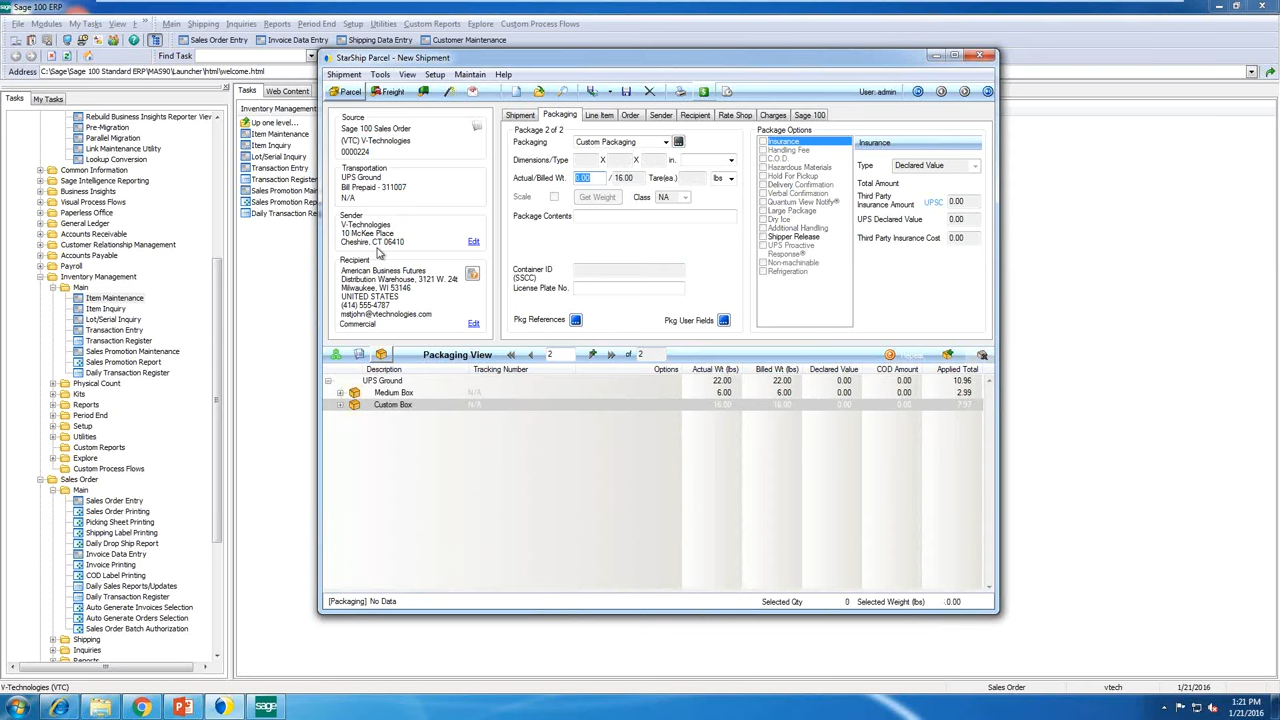 Sage 100 ERP
File Modules My Tasks View Main Shipping Inquiries Reports Period End Setup Utilities Custom Reports Explore Custom Process Flows
Sales Order Entry Invoice Data Entry Shipping Data Entry Customer Maintenance
Find Task
Address C:\Sage\Sage 100 Standard ERP\MAS90\Launcher\html\welcome.html
Tasks My Tasks
Rebuild Business Insights Reporter View
Pre-Migration
Parallel Migration
Link Maintenance Utility
Lookup Conversion
Common Information
Sage Intelligence Reporting
Business Insights
Visual Process Flows
Paperless Office
General Ledger
Accounts Receivable
Customer Relationship Management
Accounts Payable
Payroll
Inventory Management
Main
Item Maintenance
Item Inquiry
Lot/Serial Inquiry
Transaction Entry
Transaction Register
Sales Promotion Maintenance
Sales Promotion Report
Daily Transaction Register
Physical Count
Kits
Reports
Period End
Setup
Utilities
Custom Reports
Explore
Custom Process Flows
Sales Order
Main
Sales Order Entry
Sales Order Printing
Picking Sheet Printing
Shipping Label Printing
Daily Drop Ship Report
Invoice Data Entry
Invoice Printing
COD Label Printing
Daily Sales Reports/Updates
Daily Transaction Register
Auto Generate Invoices Selection
Auto Generate Orders Selection
Sales Order Batch Authorization
Shipping
Inquiries
Reports
Tasks Web Content
Inventory Management
Up one level...
Item Maintenance
Item Inquiry
Lot/Serial Inquiry
Transaction Entry
Transaction Register
Sales Promotion Ma
Sales Promotion Rep
Daily Transaction Re
StarShip Parcel - New Shipment
Shipment Tools View Setup Maintain Help
Parcel Freight User: admin
Source
Sage 100 Sales Order
(VTC) V-Technologies
0000224
Transportation
UPS Ground
Bill Prepaid - 311007
N/A
Sender
V-Technologies
10 McKee Place
Cheshire, CT 06410 Edit
Recipient
American Business Futures
Distribution Warehouse, 3121 W. 24t
Milwaukee, WI 53146
UNITED STATES
(414) 555-4787
mstjohn@vtechnologies.com
Commercial Edit
Shipment Packaging Line Item Order Sender Recipient Rate Shop Charges Sage 100
Package 2 of 2
Packaging Custom Packaging
Dimensions/Type X X in.
Actual/Billed Wt. 0.00 / 16.00 Tare(ea.) lbs
Scale Get Weight Class NA
Package Contents
Container ID
(SSCC)
License Plate No.
Pkg References Pkg User Fields
Package Options
Insurance
Handling Fee
C.O.D.
Hazardous Materials
Hold For Pickup
Delivery Confirmation
Verbal Confirmation
Quantum View Notify®
Large Package
Dry Ice
Additional Handling
Shipper Release
UPS Proactive
Response®
Non-machinable
Refrigeration
Insurance
Type Declared Value
Total Amount
Third Party
Insurance Amount UPSC 0.00
UPS Declared Value 0.00
Third Party Insurance Cost 0.00
Packaging View 2 of 2
Description Tracking Number Options Actual Wt (lbs) Billed Wt (lbs) Declared Value COD Amount Applied Total
UPS Ground 22.00 22.00 0.00 0.00 10.96
Medium Box N/A 6.00 6.00 0.00 0.00 2.99
Custom Box N/A 16.00 16.00 0.00 0.00 7.97
[Packaging] No Data Selected Qty 0 Selected Weight (lbs) .0.00
V-Technologies (VTC) Sales Order vtech 1/21/2016
1:21 PM
1/21/2016